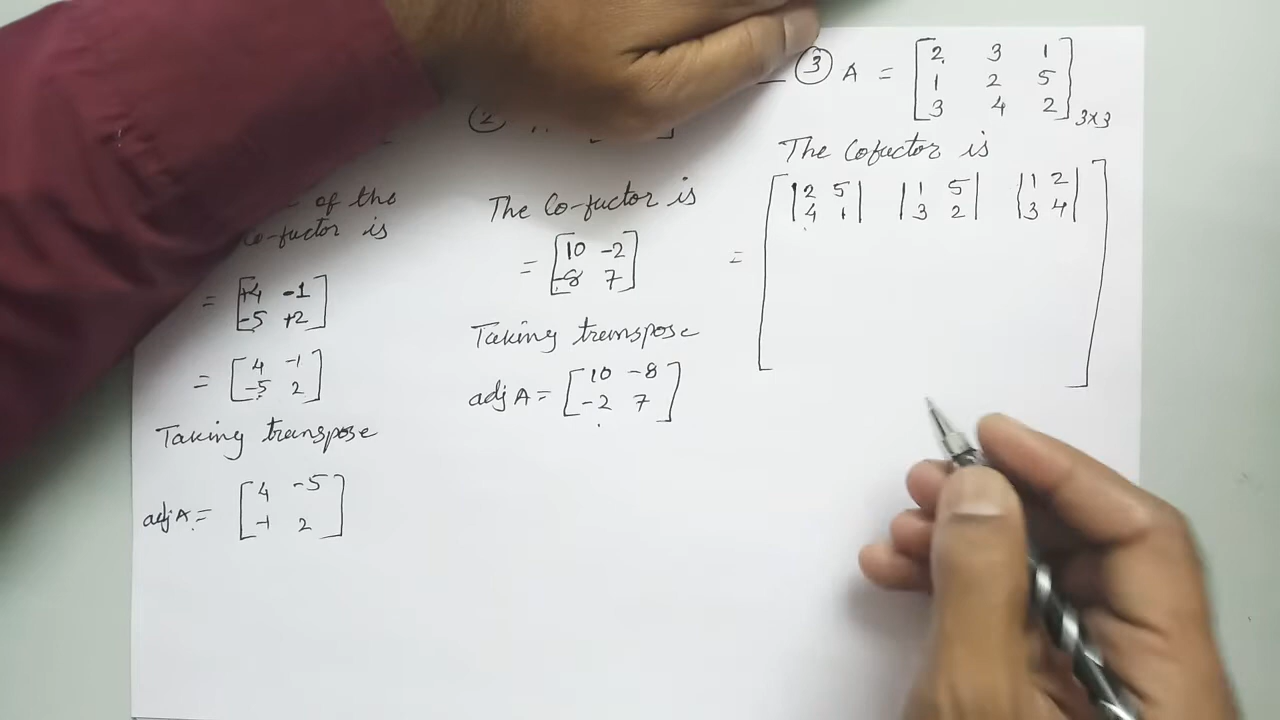 of the
co-factor is
= [+4 -1
-5 +2]
= [4 -1
-5 2]
Taking transpose
adj A = [4 -5
-1 2]
②
The Co-factor is
= [10 -2
-8 7]
Taking transpose
adj A = [10 -8
-2 7]
③ A = [2 3 1
1 2 5
3 4 2] 3×3
The Cofactor is
= [|2 5| |1 5| |1 2|
|4 1| |3 2| |3 4|]